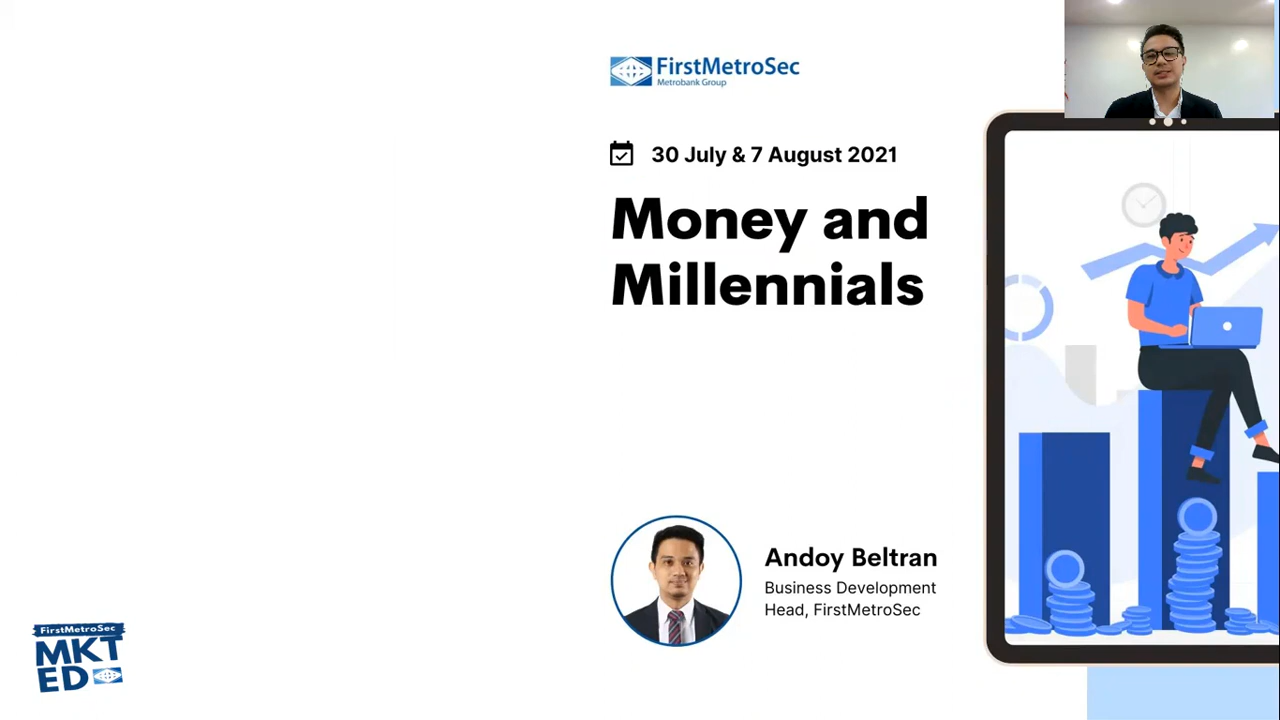 FirstMetroSec
Metrobank Group
30 July & 7 August 2021
Money and
Millennials
Andoy Beltran
Business Development
Head, FirstMetroSec
FirstMetroSec
MKT
ED